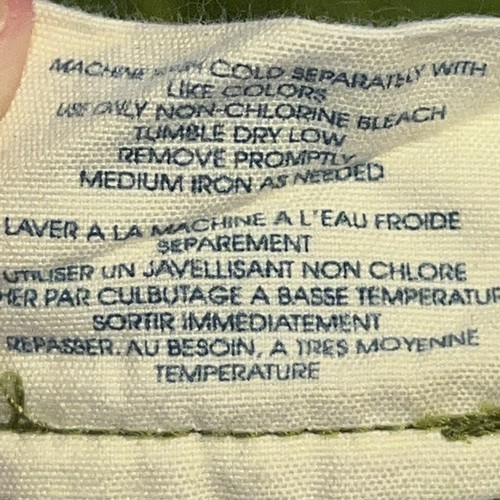 MACHINE WASH COLD SEPARATELY WITH
LIKE COLORS
USE ONLY NON-CHLORINE BLEACH
TUMBLE DRY LOW
REMOVE PROMPTLY
MEDIUM IRON AS NEEDED
LAVER A LA MACHINE A L'EAU FROIDE
SEPAREMENT
UTILISER UN JAVELLISANT NON CHLORE
HER PAR CULBUTAGE A BASSE TEMPERATUR
SORTIR IMMEDIATEMENT
REPASSER. AU BESOIN, A TRES MOYENNE
TEMPERATURE